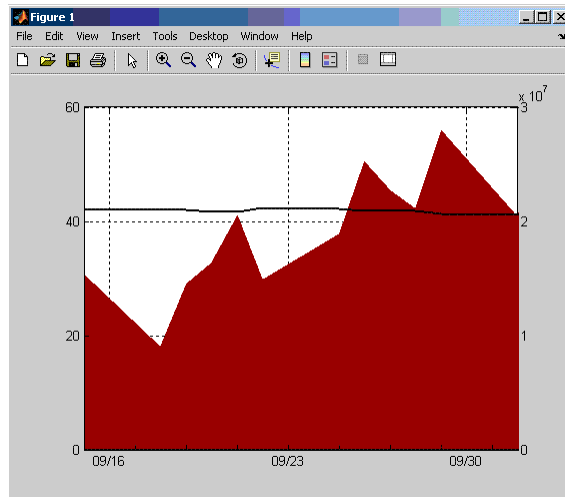 Figure 1
File Edit View Insert Tools Desktop Window Help
x 10^7
60 3
40 2
20 1
0 0
09/16 09/23 09/30